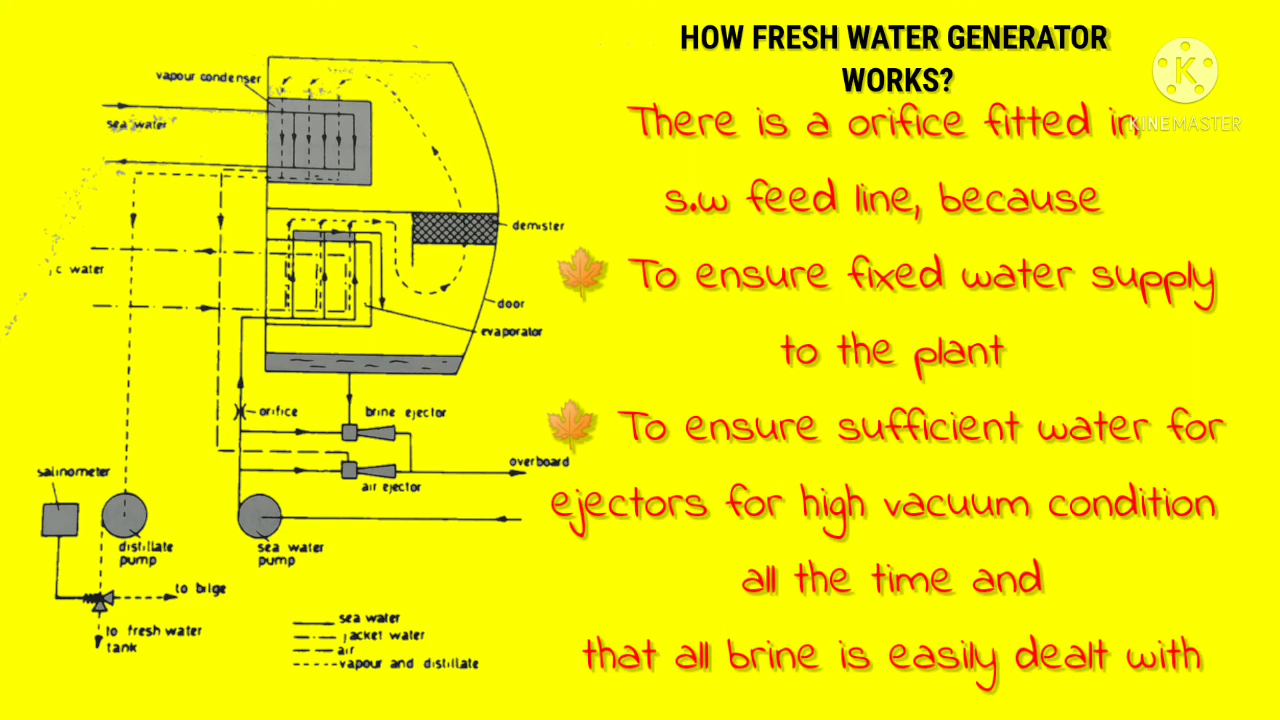 HOW FRESH WATER GENERATOR
WORKS?
K
KINEMASTER
There is a orifice fitted in
s.w feed line, because
To ensure fixed water supply
to the plant
To ensure sufficient water for
ejectors for high vacuum condition
all the time and
that all brine is easily dealt with
vapour condenser
sea water
demister
c water
door
evaporator
orifice
brine ejector
overboard
air ejector
salinometer
distillate
pump
sea water
pump
to bilge
to fresh water
tank
sea water
jacket water
air
vapour and distillate